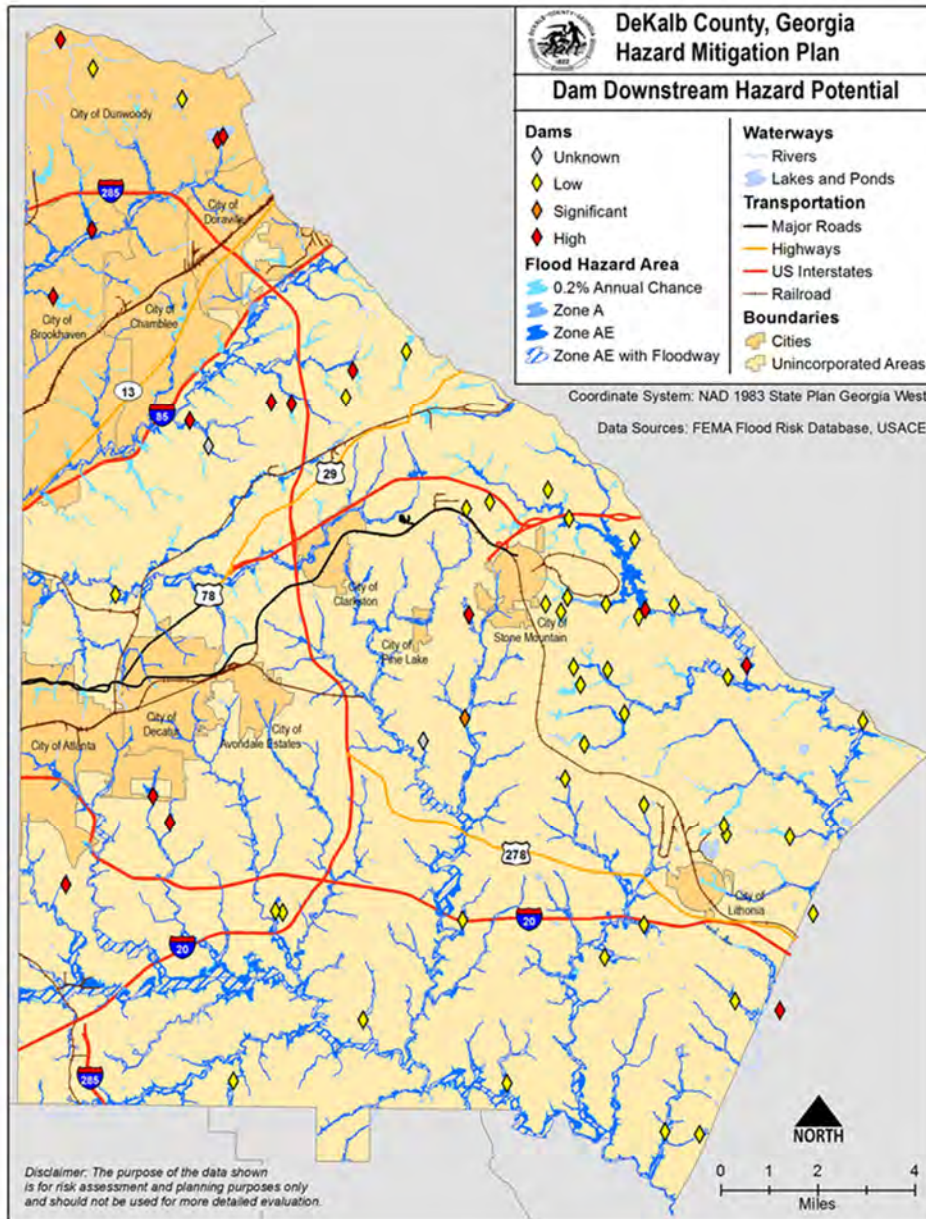 DeKalb County, Georgia
Hazard Mitigation Plan
Dam Downstream Hazard Potential
Dams
Unknown
Low
Significant
High
Flood Hazard Area
0.2% Annual Chance
Zone A
Zone AE
Zone AE with Floodway
Waterways
Rivers
Lakes and Ponds
Transportation
Major Roads
Highways
US Interstates
Railroad
Boundaries
Cities
Unincorporated Areas
Coordinate System: NAD 1983 State Plan Georgia West
Data Sources: FEMA Flood Risk Database, USACE
City of Dunwoody
285
City of
Doraville
City of
Brookhaven
City of
Chamblee
13
85
29
78
City of
Clarkston
City of
Pine Lake
City of
Stone Mountain
City of Atlanta
City of
Decatur
City of
Avondale Estates
278
City of
Lithonia
20
20
285
NORTH
0 1 2 4
Miles
Disclaimer: The purpose of the data shown
is for risk assessment and planning purposes only
and should not be used for more detailed evaluation.